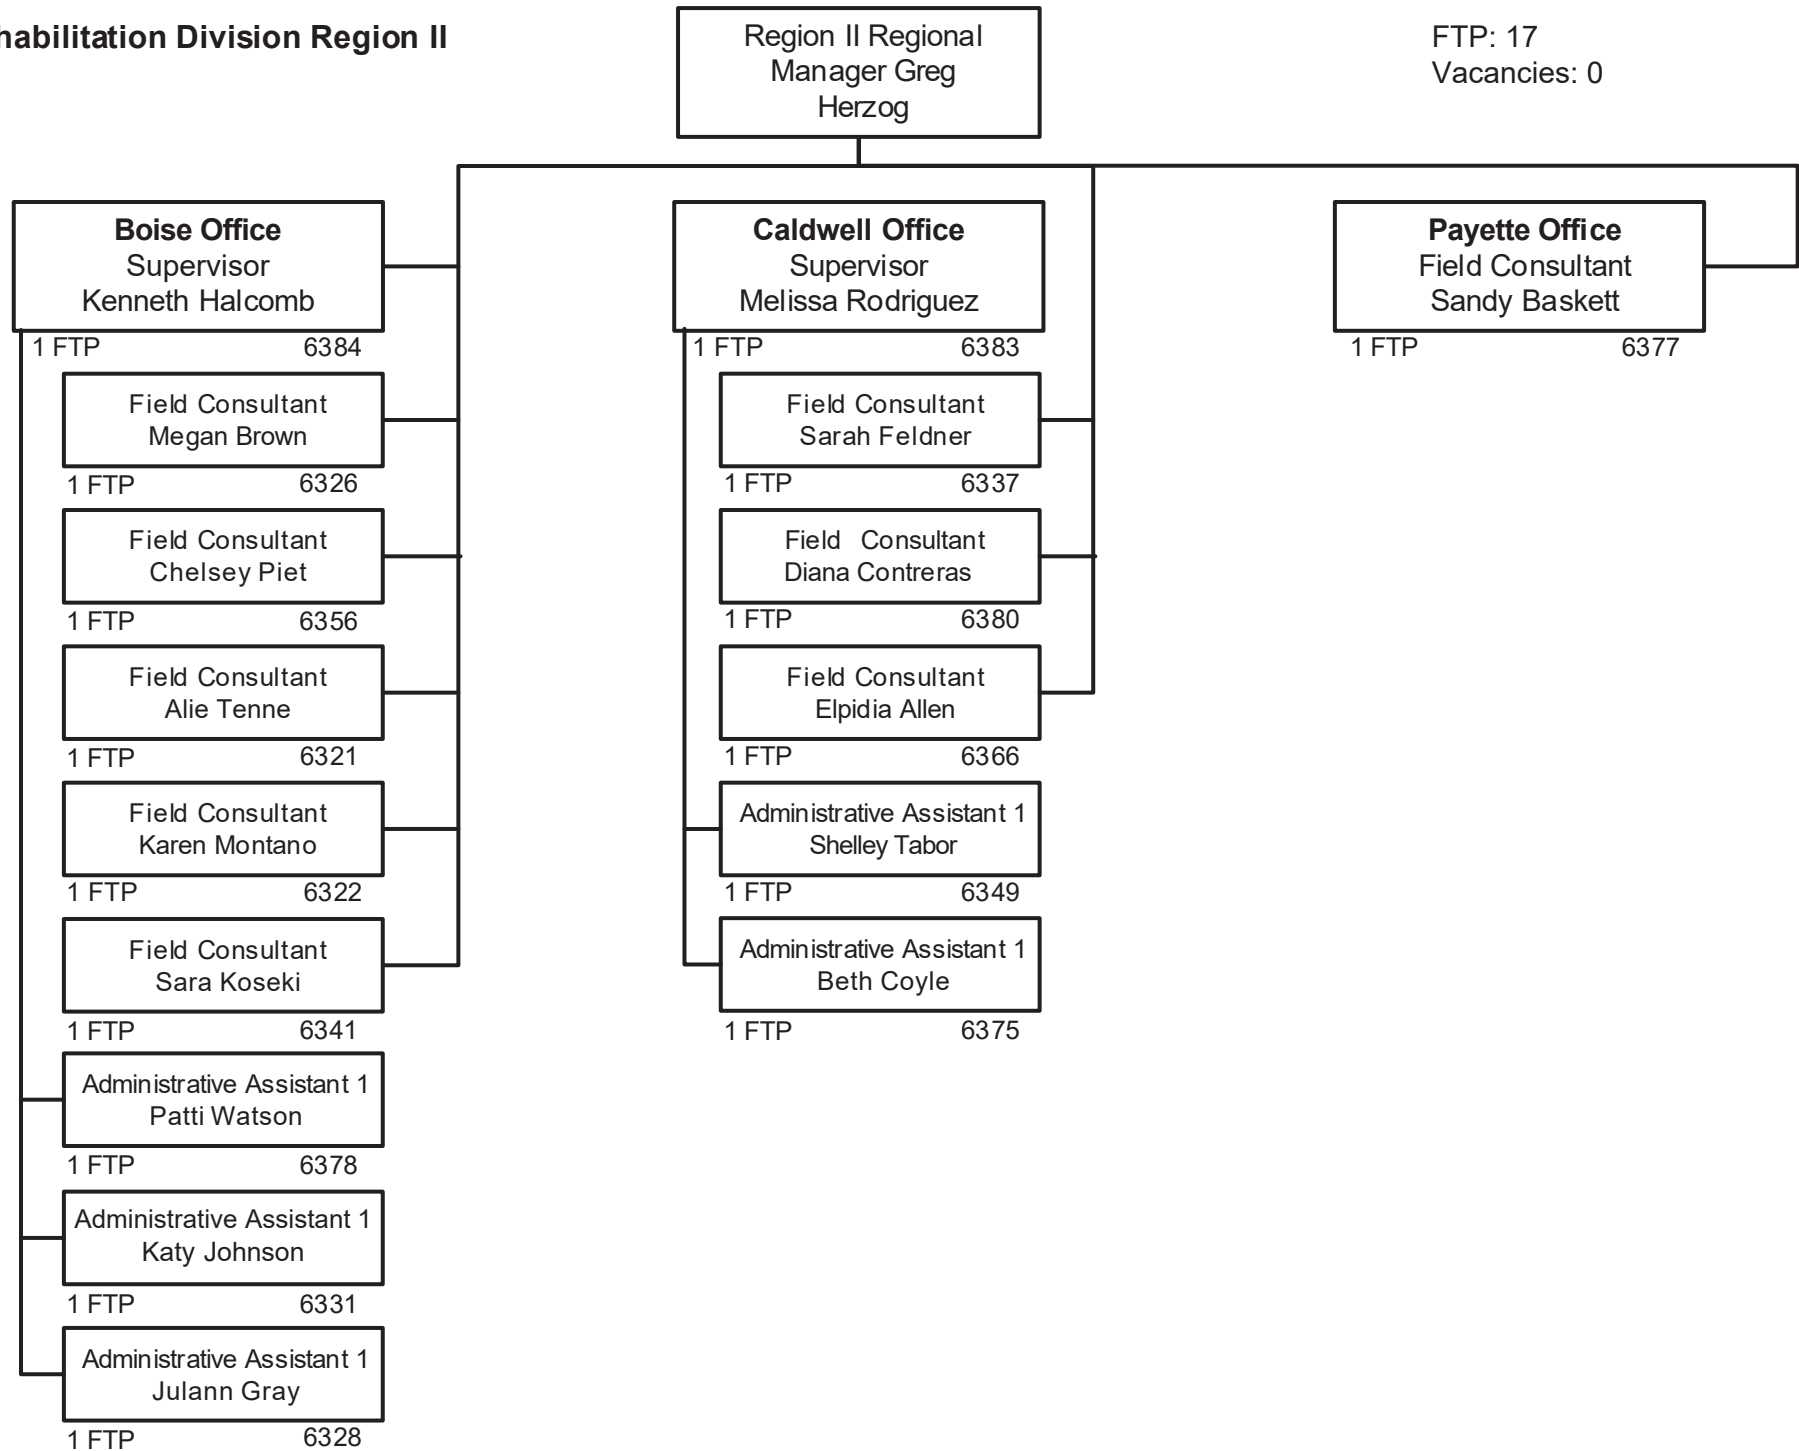 habilitation Division Region II
Region II Regional
Manager Greg
Herzog
FTP: 17
Vacancies: 0
Boise Office
Supervisor
Kenneth Halcomb
1 FTP 6384
Field Consultant
Megan Brown
1 FTP 6326
Field Consultant
Chelsey Piet
1 FTP 6356
Field Consultant
Alie Tenne
1 FTP 6321
Field Consultant
Karen Montano
1 FTP 6322
Field Consultant
Sara Koseki
1 FTP 6341
Administrative Assistant 1
Patti Watson
1 FTP 6378
Administrative Assistant 1
Katy Johnson
1 FTP 6331
Administrative Assistant 1
Julann Gray
1 FTP 6328
Caldwell Office
Supervisor
Melissa Rodriguez
1 FTP 6383
Field Consultant
Sarah Feldner
1 FTP 6337
Field Consultant
Diana Contreras
1 FTP 6380
Field Consultant
Elpidia Allen
1 FTP 6366
Administrative Assistant 1
Shelley Tabor
1 FTP 6349
Administrative Assistant 1
Beth Coyle
1 FTP 6375
Payette Office
Field Consultant
Sandy Baskett
1 FTP 6377